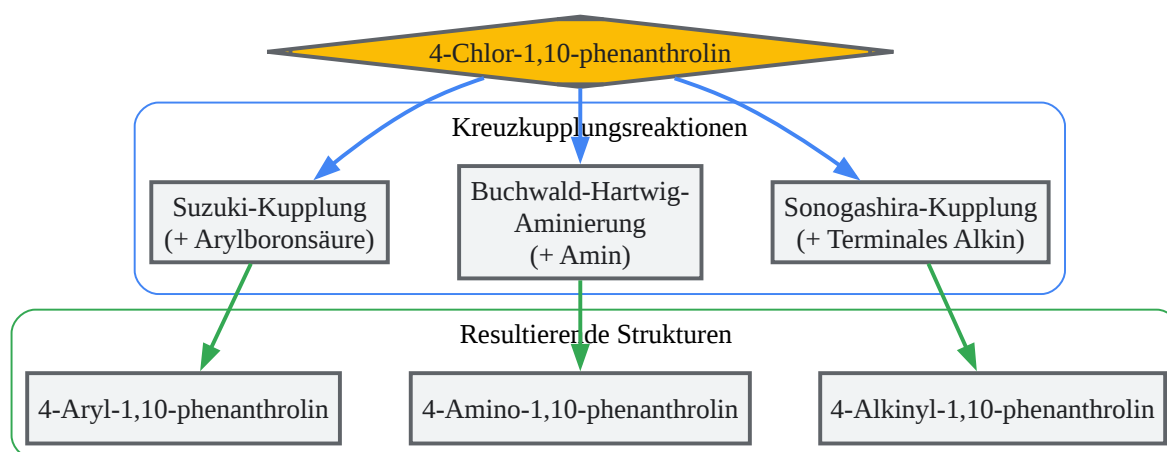 4-Chlor-1,10-phenanthrolin
Kreuzkupplungsreaktionen
Suzuki-Kupplung
(+ Arylboronsäure)
Buchwald-Hartwig-
Aminierung
(+ Amin)
Sonogashira-Kupplung
(+ Terminales Alkin)
Resultierende Strukturen
4-Aryl-1,10-phenanthrolin
4-Amino-1,10-phenanthrolin
4-Alkinyl-1,10-phenanthrolin